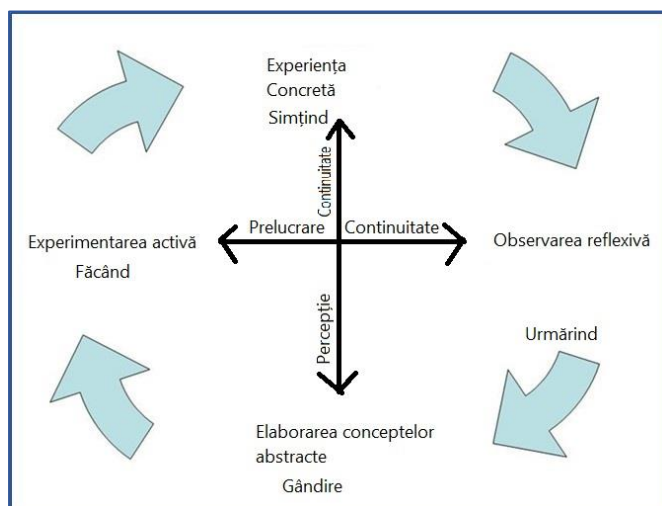 Experiența
Concretă
Simțind
Continuitate
Prelucrare
Continuitate
Experimentarea activă
Făcând
Observarea reflexivă
Percepție
Urmărind
Elaborarea conceptelor
abstracte
Gândire